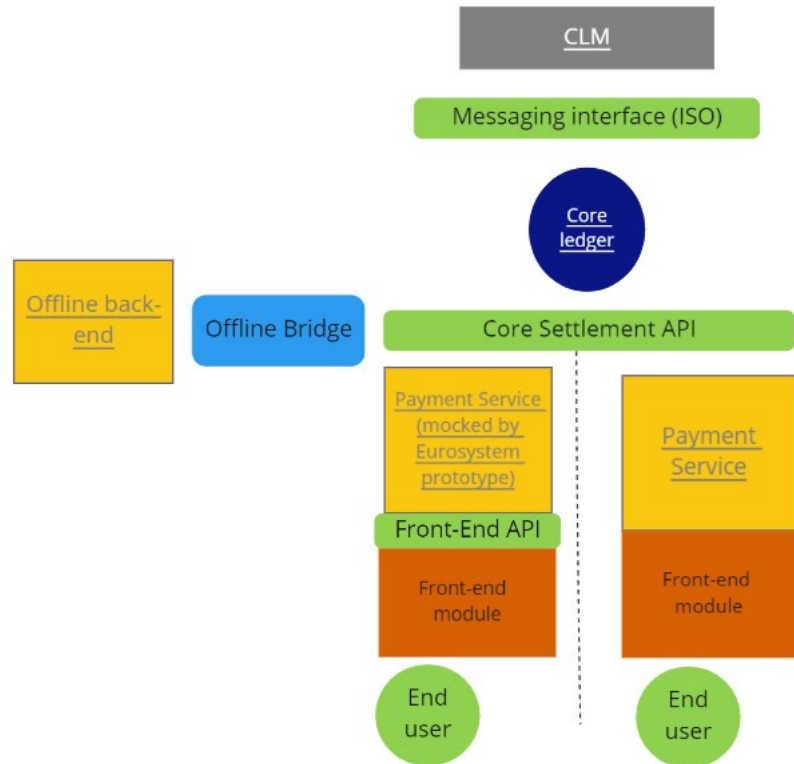 CLM
Messaging interface (ISO)
Core
ledger
Offline back-
end
Offline Bridge
Core Settlement API
Payment Service
(mocked by
Eurosystem
prototype)
Payment
Service
Front-End API
Front-end
module
Front-end
module
End
user
End
user